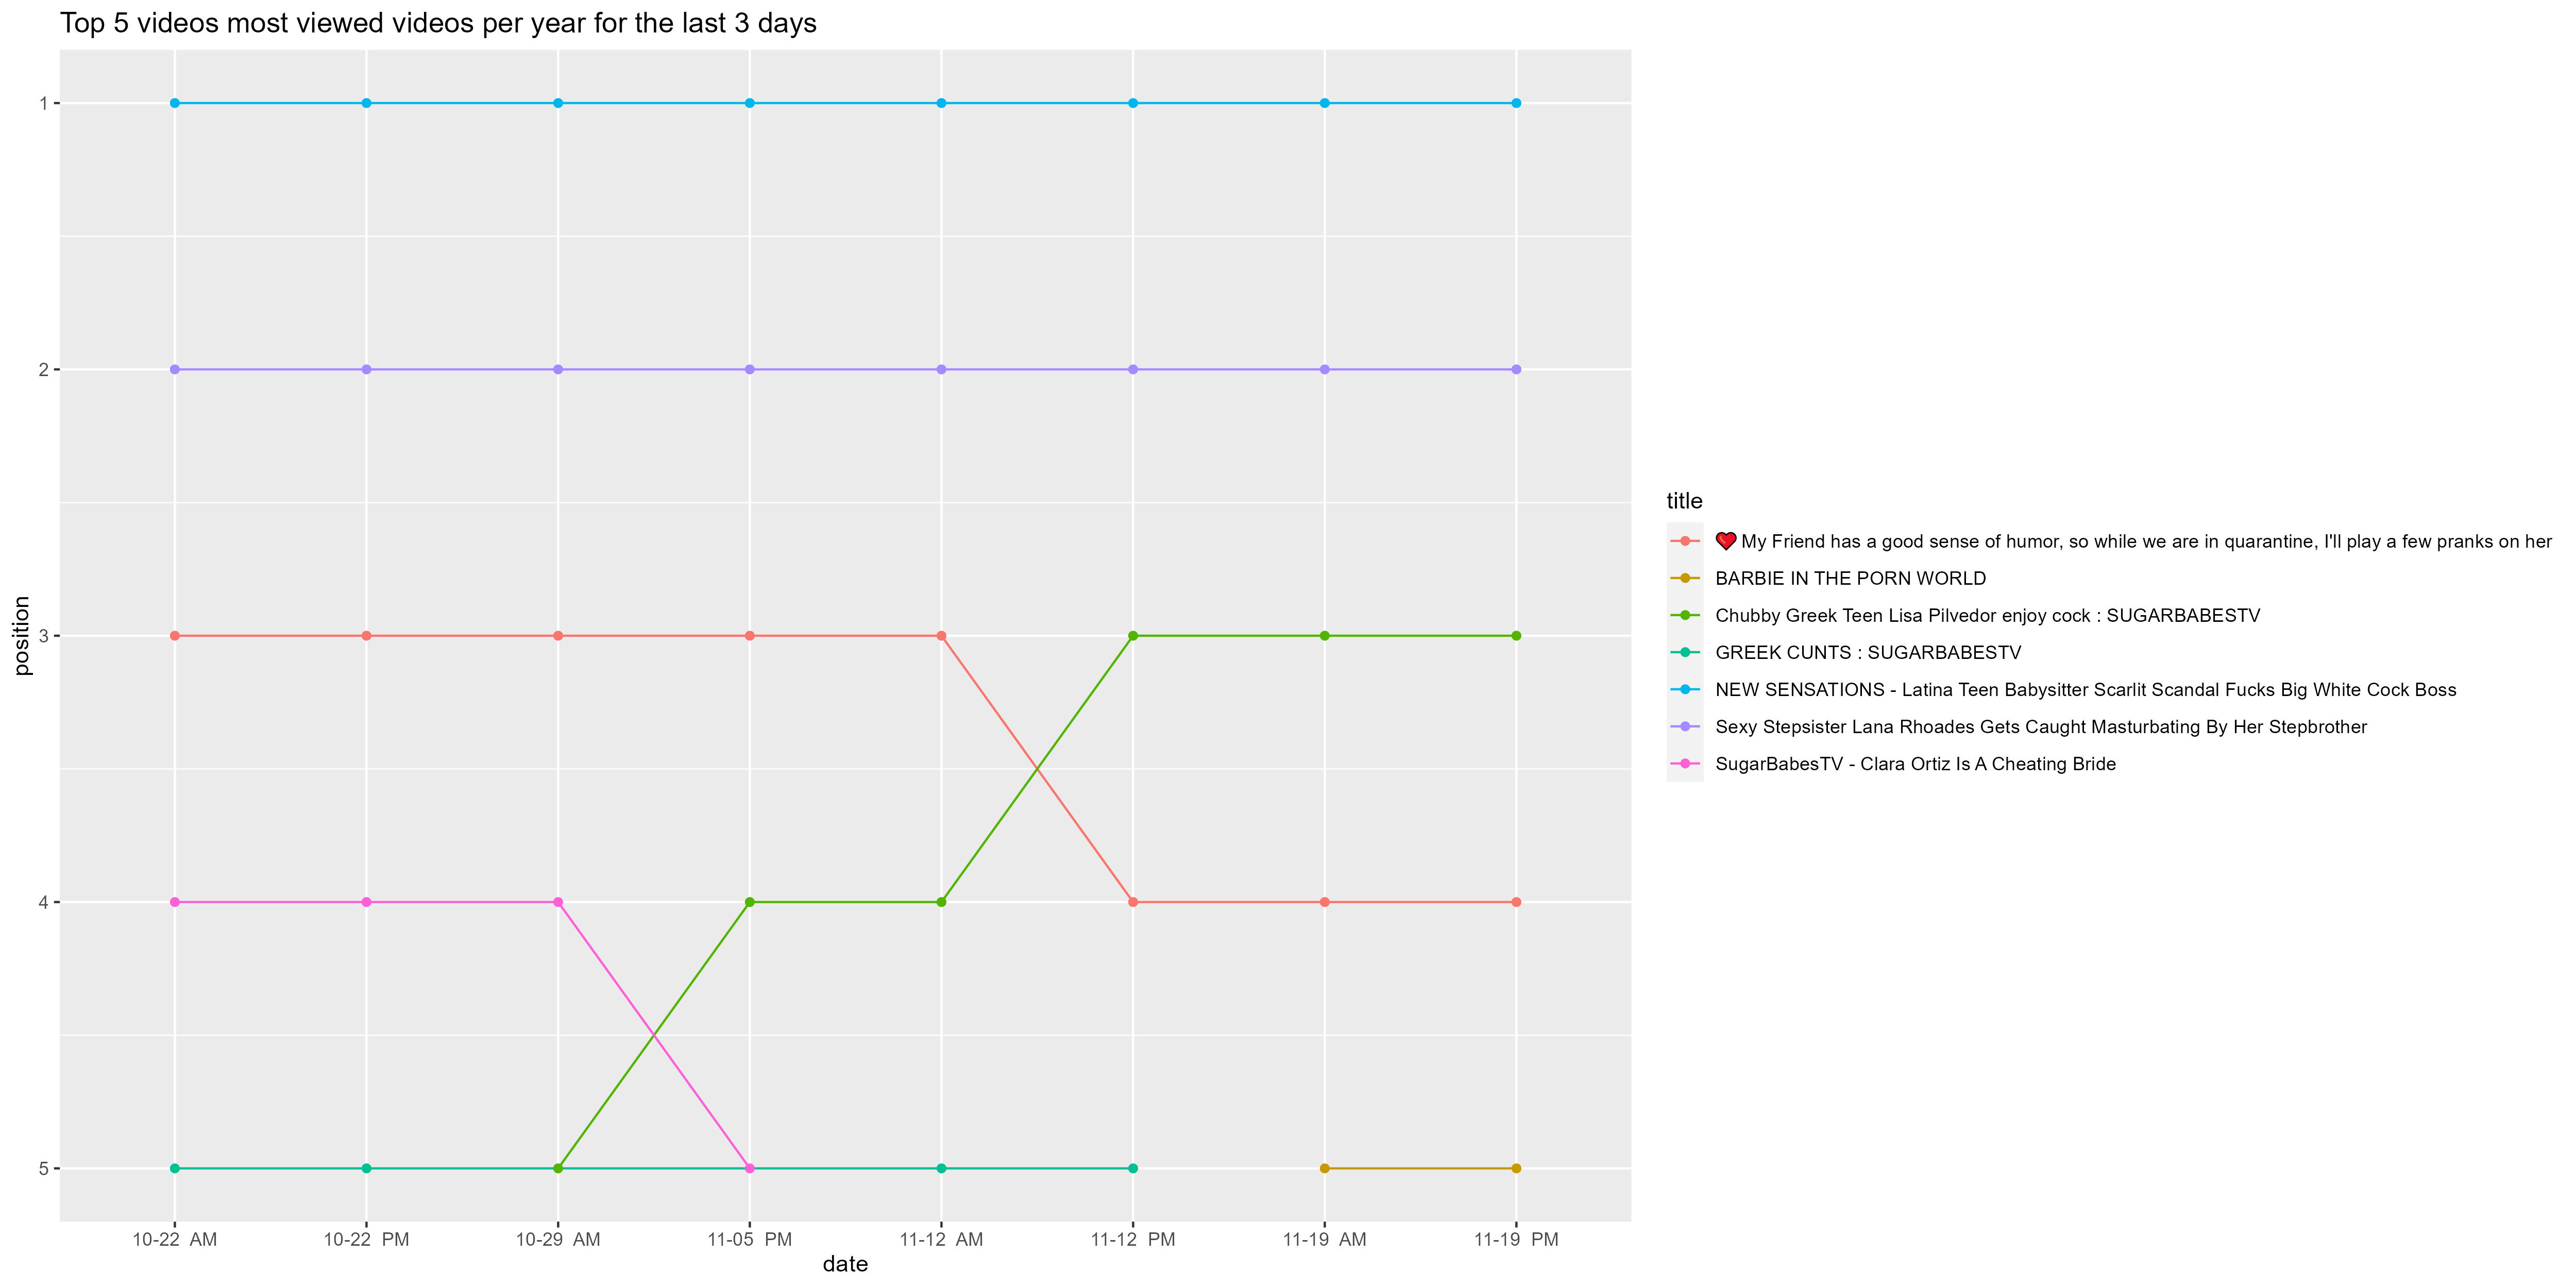 Top 5 videos most viewed videos per year for the last 3 days
position
1
2
3
4
5
10-22 AM
10-22 PM
10-29 AM
11-05 PM
11-12 AM
11-12 PM
11-19 AM
11-19 PM
date
title
❤ My Friend has a good sense of humor, so while we are in quarantine, I'll play a few pranks on her
BARBIE IN THE PORN WORLD
Chubby Greek Teen Lisa Pilvedor enjoy cock : SUGARBABESTV
GREEK CUNTS : SUGARBABESTV
NEW SENSATIONS - Latina Teen Babysitter Scarlit Scandal Fucks Big White Cock Boss
Sexy Stepsister Lana Rhoades Gets Caught Masturbating By Her Stepbrother
SugarBabesTV - Clara Ortiz Is A Cheating Bride